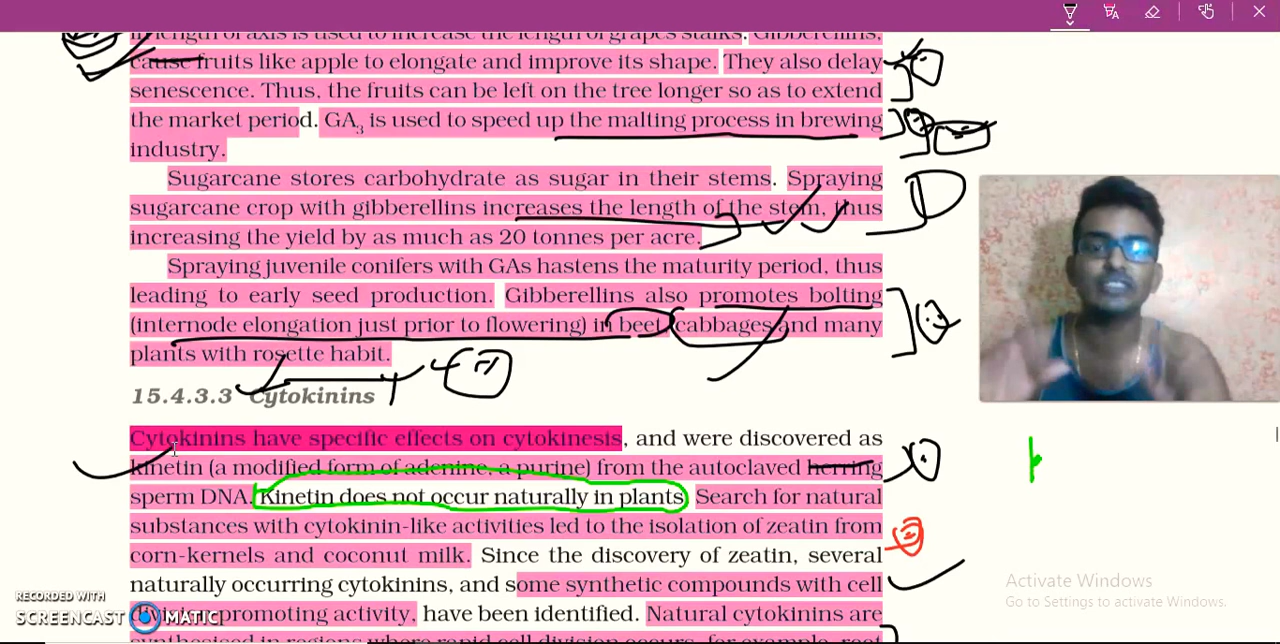 in length of axis is used to increase the length of grapes stalks. Gibberellins,
cause fruits like apple to elongate and improve its shape. They also delay
senescence. Thus, the fruits can be left on the tree longer so as to extend
the market period. GA3 is used to speed up the malting process in brewing
industry.
Sugarcane stores carbohydrate as sugar in their stems. Spraying
sugarcane crop with gibberellins increases the length of the stem, thus
increasing the yield by as much as 20 tonnes per acre.
Spraying juvenile conifers with GAs hastens the maturity period, thus
leading to early seed production. Gibberellins also promotes bolting
(internode elongation just prior to flowering) in beet, cabbages and many
plants with rosette habit.
15.4.3.3 Cytokinins
Cytokinins have specific effects on cytokinesis, and were discovered as
kinetin (a modified form of adenine, a purine) from the autoclaved herring
sperm DNA. Kinetin does not occur naturally in plants. Search for natural
substances with cytokinin-like activities led to the isolation of zeatin from
corn-kernels and coconut milk. Since the discovery of zeatin, several
naturally occurring cytokinins, and some synthetic compounds with cell
promoting activity, have been identified. Natural cytokinins are
synthesised in regions where rapid cell division occurs, for example, root
Activate Windows
Go to Settings to activate Windows.
RECORDED WITH
SCREENCAST MATIC